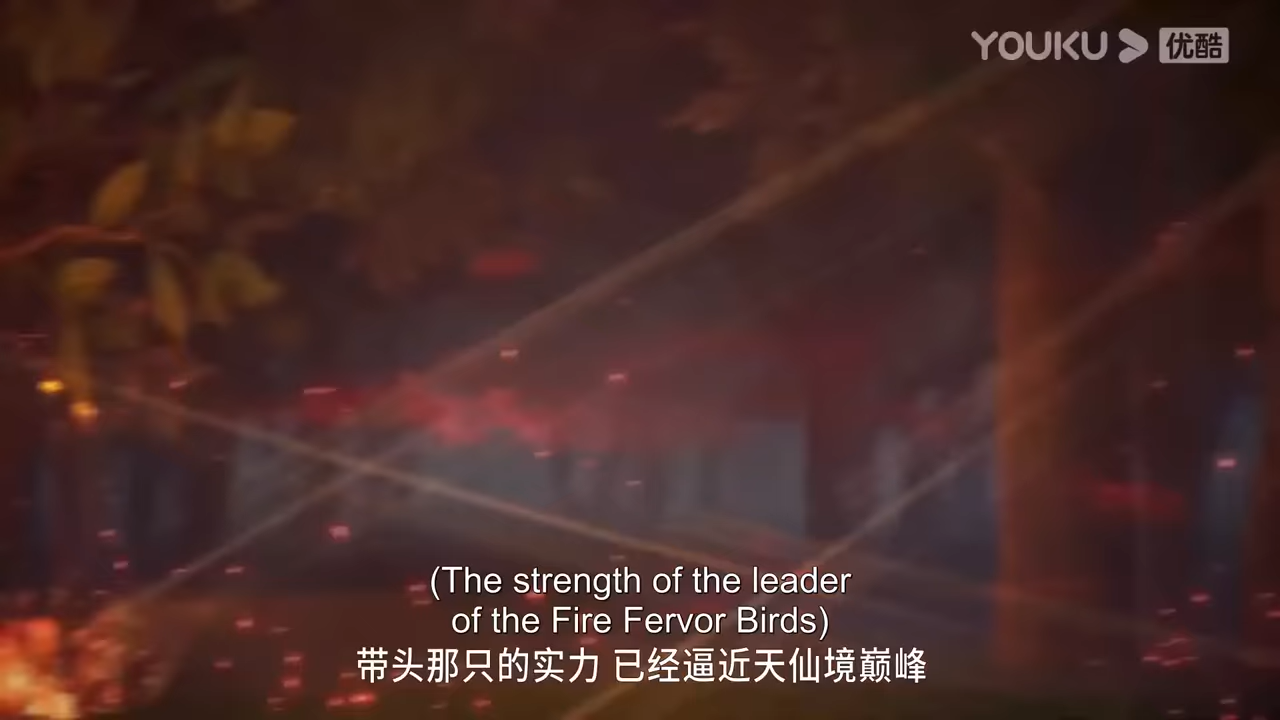 YOUKU 优酷
(The strength of the leader
of the Fire Fervor Birds)
带头那只的实力 已经逼近天仙境巅峰